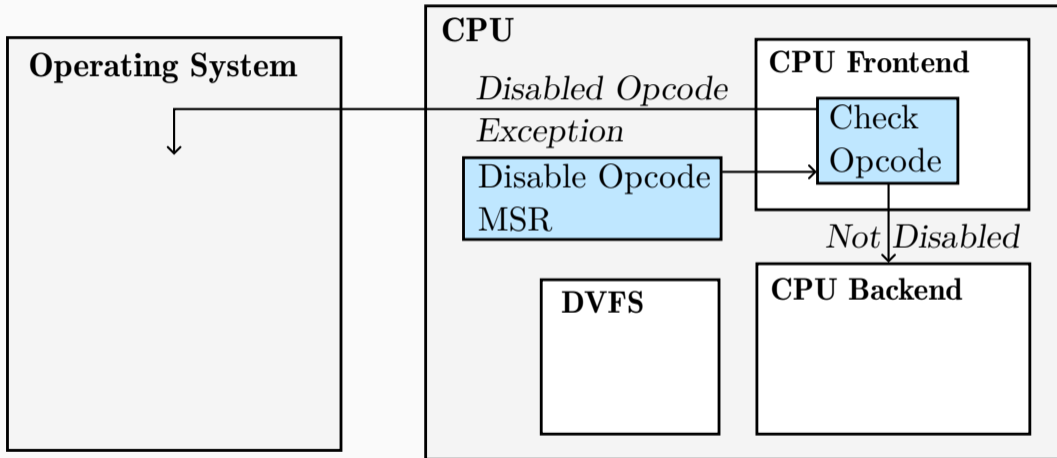 CPU
Operating System
CPU Frontend
Disabled Opcode
Exception
Check
Opcode
Disable Opcode
MSR
Not Disabled
DVFS
CPU Backend